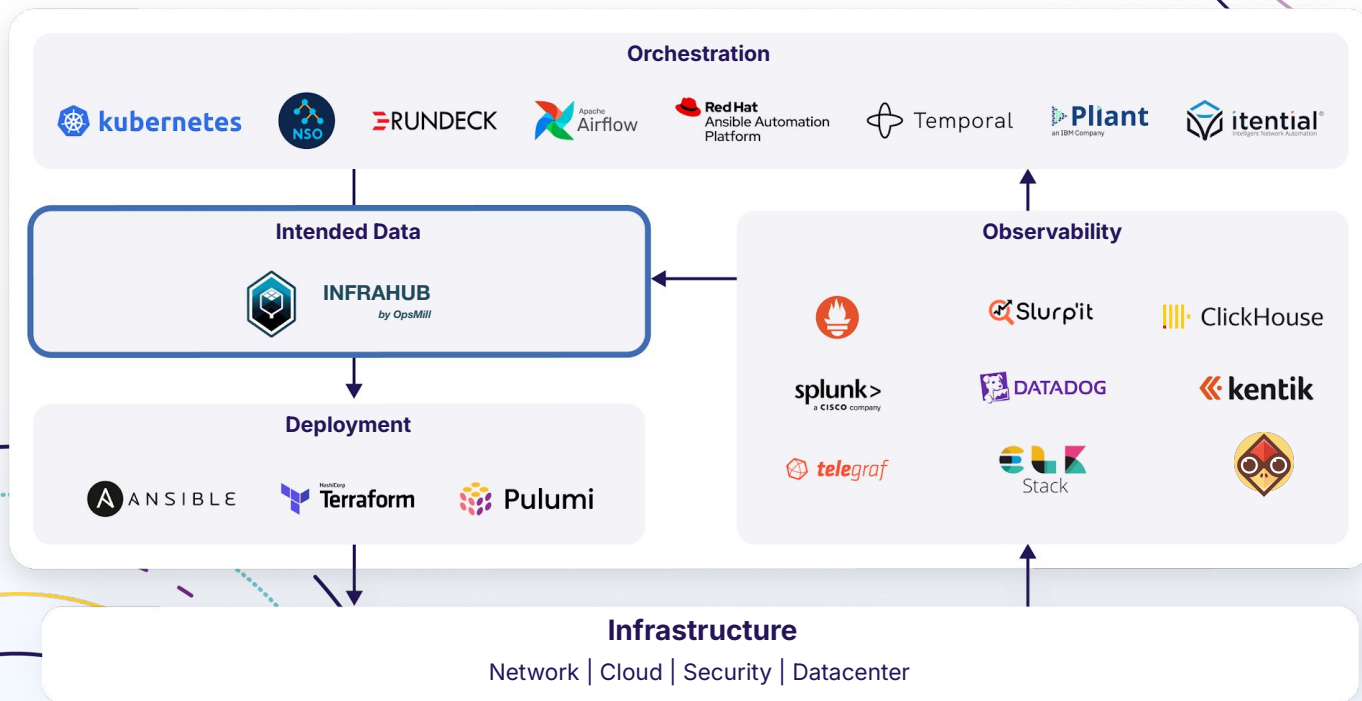 Orchestration
kubernetes
NSO
RUNDECK
Apache
Airflow
Red Hat
Ansible Automation
Platform
Temporal
Pliant
an IBM Company
itential®
Intelligent Network Automation
Intended Data
INFRAHUB
by OpsMill
Observability
Slurp'it
ClickHouse
splunk>
a CISCO company
DATADOG
kentik
telegraf
ELK
Stack
Deployment
A ANSIBLE
HashiCorp
Terraform
Pulumi
Infrastructure
Network | Cloud | Security | Datacenter